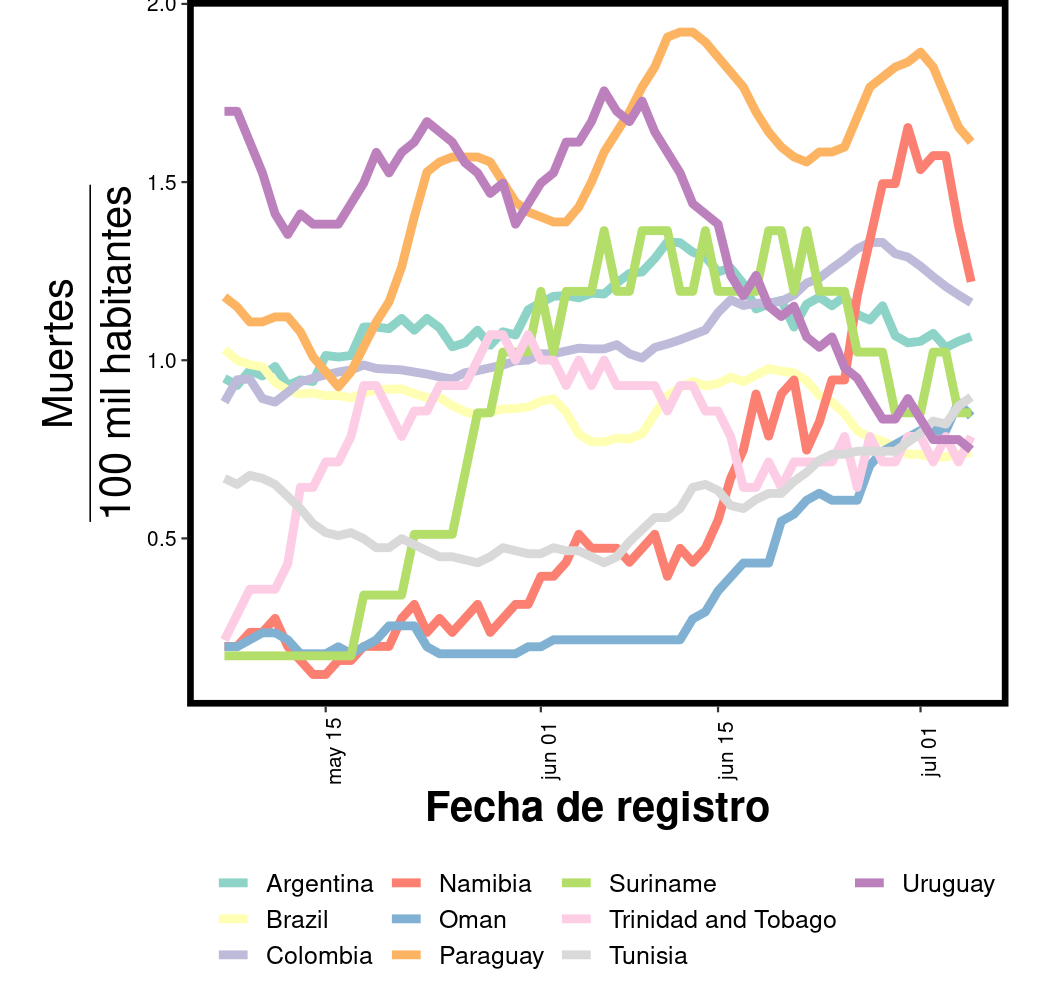 2.0
1.5
1.0
0.5
Muertes
100 mil habitantes
may 15
jun 01
jun 15
jul 01
Fecha de registro
Argentina Namibia Suriname Uruguay
Brazil Oman Trinidad and Tobago
Colombia Paraguay Tunisia